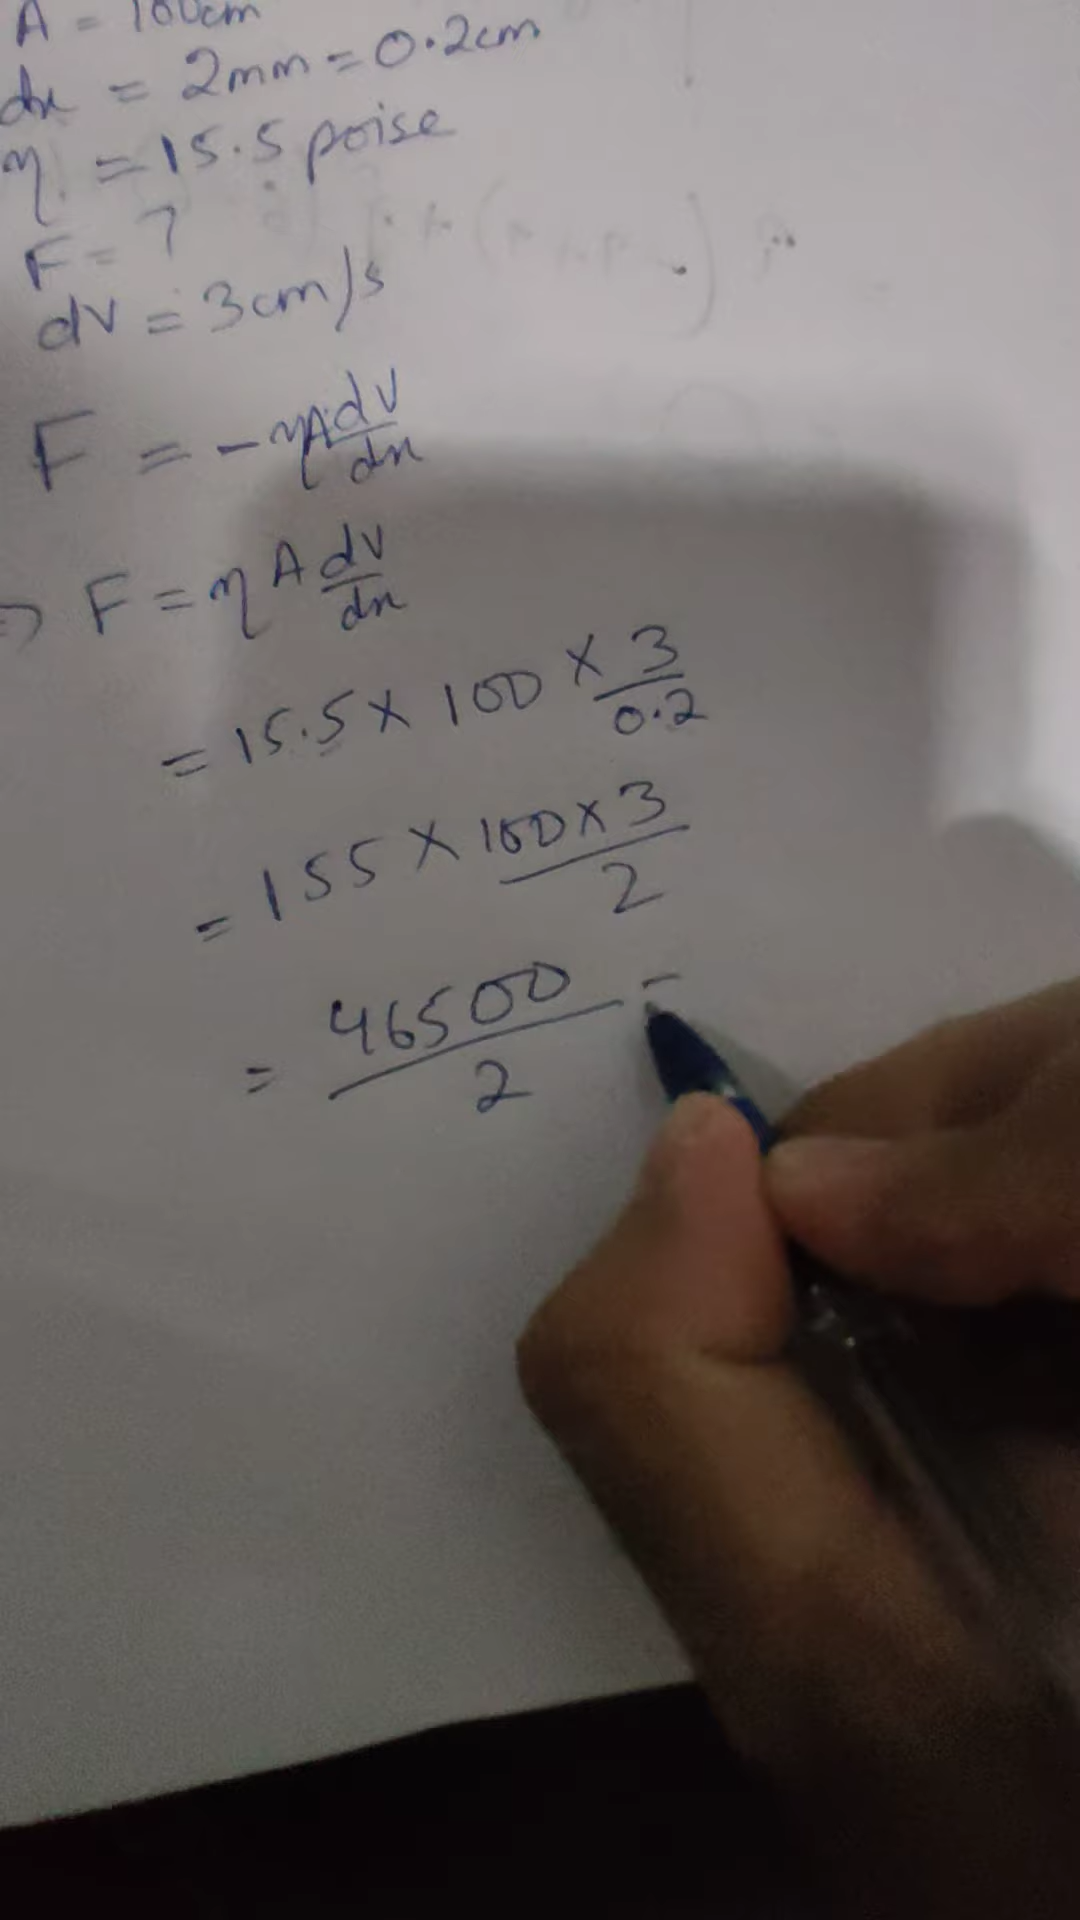 A = 100cm
dx = 2mm = 0.2cm
η = 15.5 poise
F = ?
dv = 3cm/s
F = -ηA dv/dx
⇒ F = η A dv/dx
= 15.5 × 100 × 3/0.2
= 155 × 100×3/2
= 46500/2 =